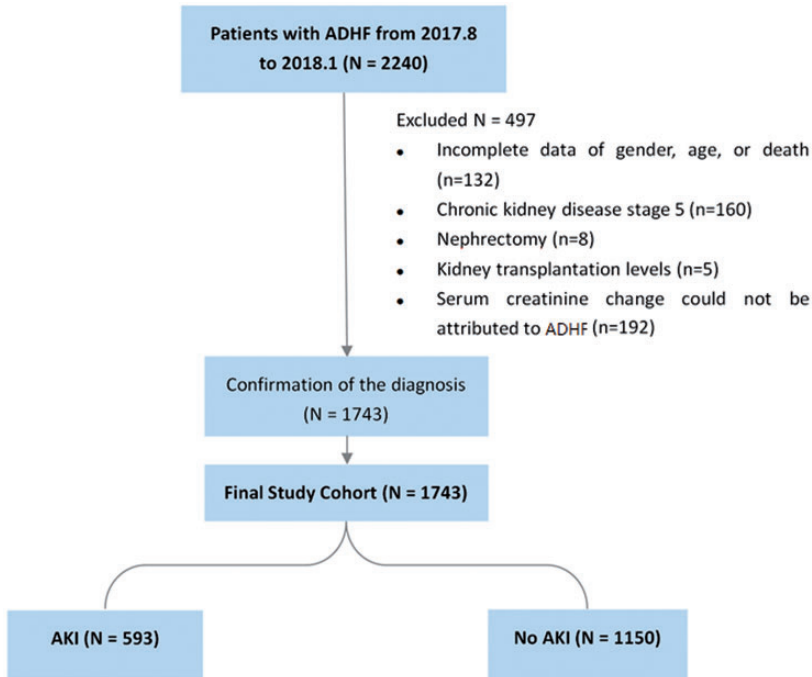 Patients with ADHF from 2017.8
to 2018.1 (N = 2240)
Excluded N = 497
• Incomplete data of gender, age, or death
(n=132)
• Chronic kidney disease stage 5 (n=160)
• Nephrectomy (n=8)
• Kidney transplantation levels (n=5)
• Serum creatinine change could not be
attributed to ADHF (n=192)
Confirmation of the diagnosis
(N = 1743)
Final Study Cohort (N = 1743)
AKI (N = 593)
No AKI (N = 1150)